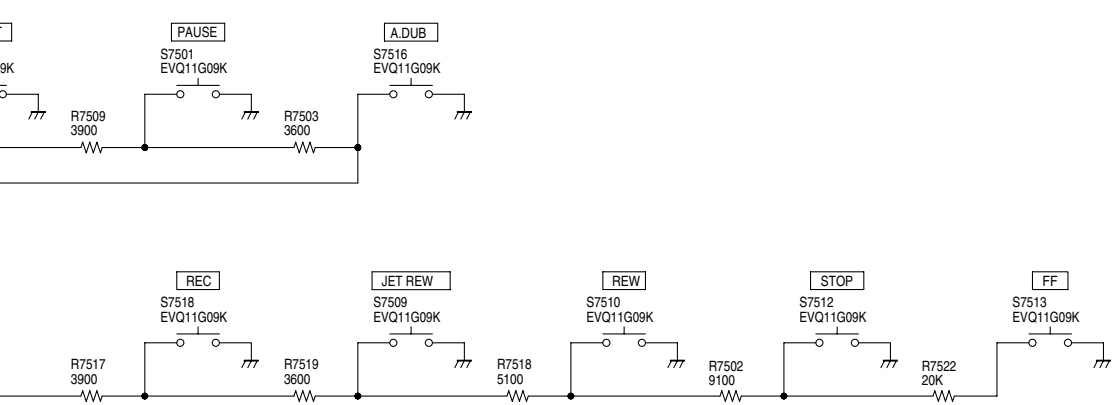 PAUSE
A.DUB
S7501
S7516
9K
EVQ11G09K
EVQ11G09K
R7509
3900
R7503
3600
REC
JET REW
REW
STOP
FF
S7518
S7509
S7510
S7512
S7513
EVQ11G09K
EVQ11G09K
EVQ11G09K
EVQ11G09K
EVQ11G09K
R7517
3900
R7519
3600
R7518
5100
R7502
9100
R7522
20K